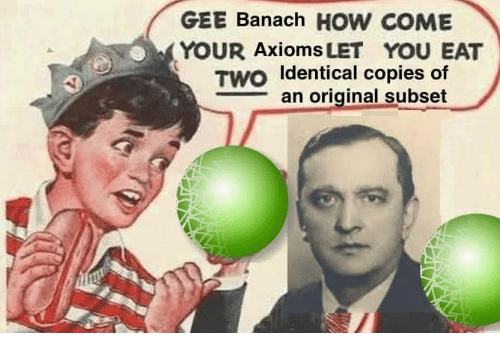 GEE Banach HOW COME
YOUR Axioms LET YOU EAT
TWO Identical copies of
an original subset